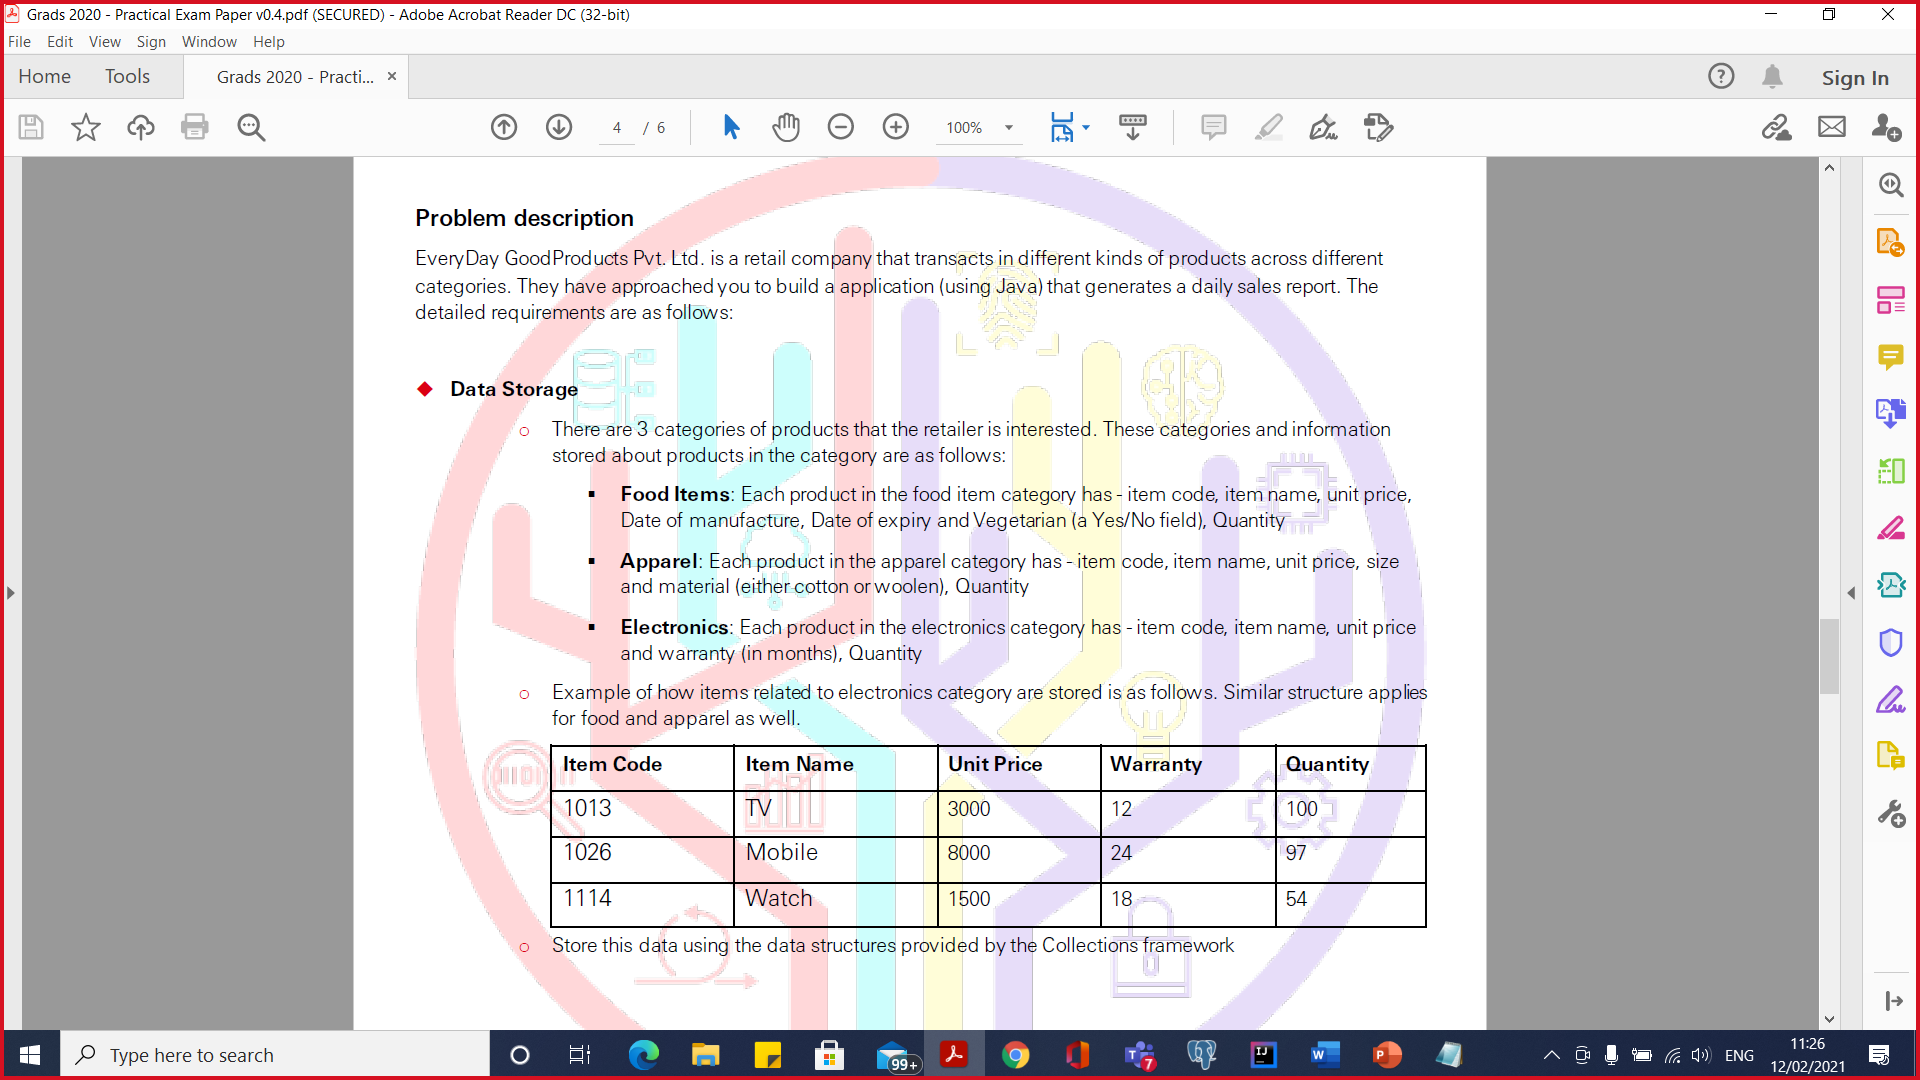 Grads 2020 - Practical Exam Paper v0.4.pdf (SECURED) - Adobe Acrobat Reader DC (32-bit)
File Edit View Sign Window Help
Home Tools Grads 2020 - Practi... × Sign In
4 / 6 100%
Problem description
EveryDay GoodProducts Pvt. Ltd. is a retail company that transacts in different kinds of products across different
categories. They have approached you to build a application (using Java) that generates a daily sales report. The
detailed requirements are as follows:
Data Storage
There are 3 categories of products that the retailer is interested. These categories and information
stored about products in the category are as follows:
Food Items: Each product in the food item category has - item code, item name, unit price,
Date of manufacture, Date of expiry and Vegetarian (a Yes/No field), Quantity
Apparel: Each product in the apparel category has - item code, item name, unit price, size
and material (either cotton or woolen), Quantity
Electronics: Each product in the electronics category has - item code, item name, unit price
and warranty (in months), Quantity
Example of how items related to electronics category are stored is as follows. Similar structure applies
for food and apparel as well.
Item Code Item Name Unit Price Warranty Quantity
1013 TV 3000 12 100
1026 Mobile 8000 24 97
1114 Watch 1500 18 54
Store this data using the data structures provided by the Collections framework
Type here to search
99+
7
IJ
ENG
11:26
12/02/2021